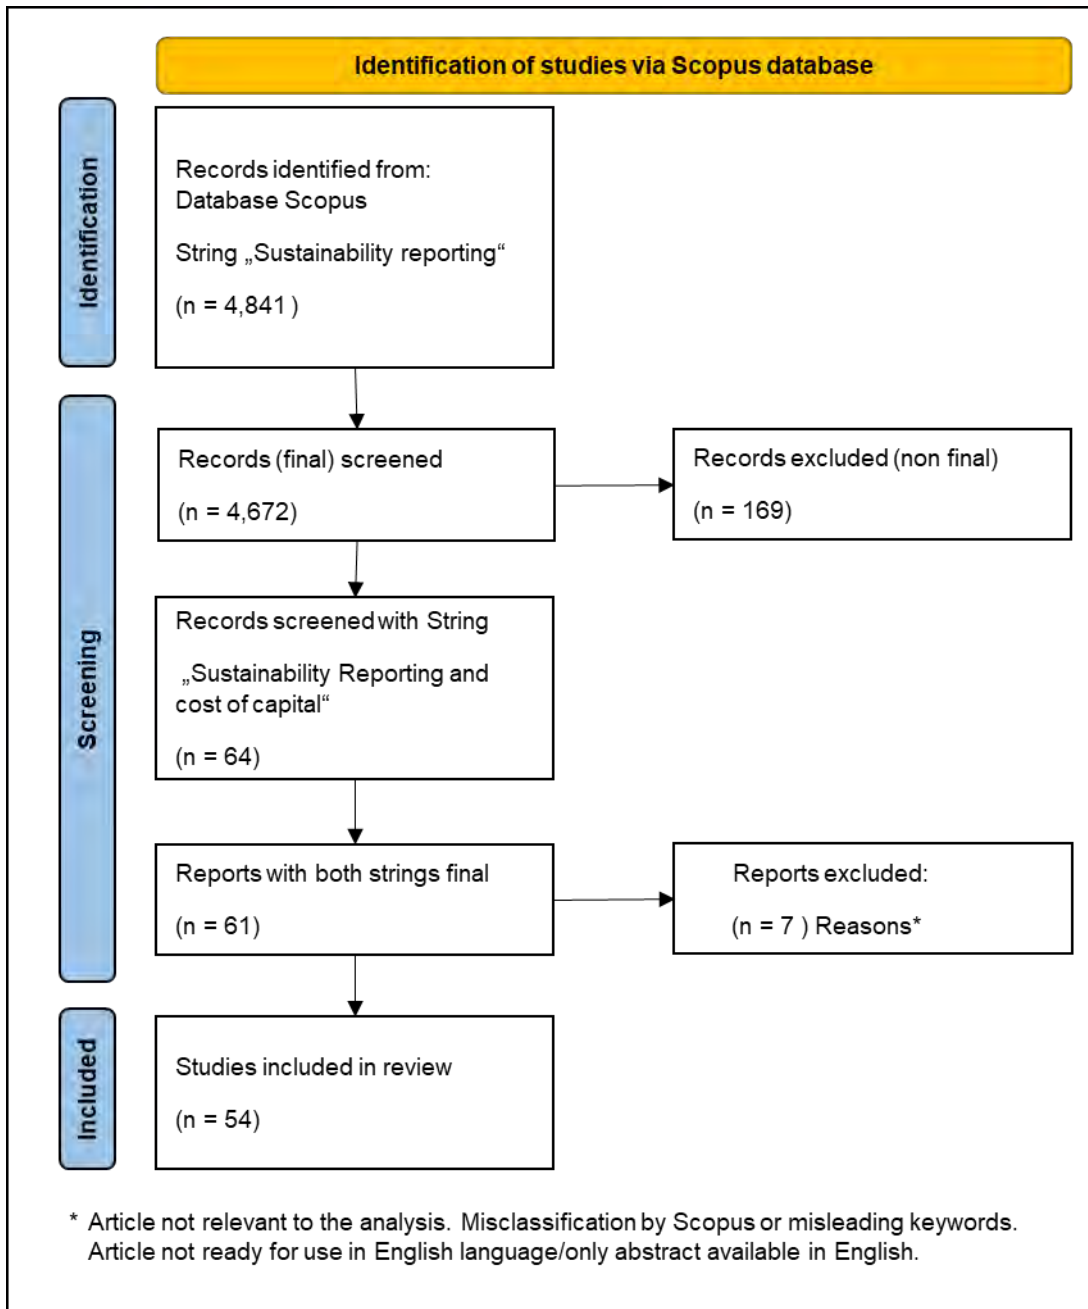 Identification of studies via Scopus database
Identification
Records identified from:
Database Scopus
String „Sustainability reporting“
(n = 4,841 )
Screening
Records (final) screened
(n = 4,672)
Records excluded (non final)
(n = 169)
Records screened with String
„Sustainability Reporting and
cost of capital“
(n = 64)
Reports with both strings final
(n = 61)
Reports excluded:
(n = 7 ) Reasons*
Included
Studies included in review
(n = 54)
* Article not relevant to the analysis. Misclassification by Scopus or misleading keywords.
Article not ready for use in English language/only abstract available in English.